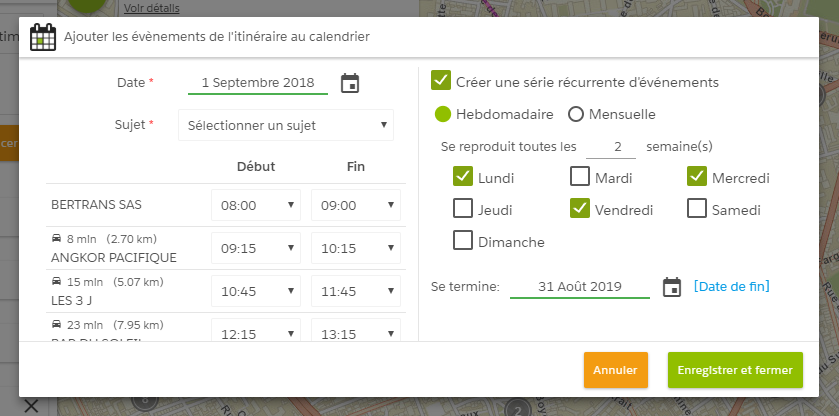 Voir détails
Ajouter les évènements de l'itinéraire au calendrier
Date * 1 Septembre 2018
Sujet * Sélectionner un sujet
Début Fin
BERTRANS SAS 08:00 09:00
8 min (2.70 km)
ANGKOR PACIFIQUE 09:15 10:15
15 min (5.07 km)
LES 3 J 10:45 11:45
23 min (7.95 km)
12:15 13:15
Créer une série récurrente d'événements
Hebdomadaire Mensuelle
Se reproduit toutes les 2 semaine(s)
Lundi Mardi Mercredi
Jeudi Vendredi Samedi
Dimanche
Se termine: 31 Août 2019 [Date de fin]
Annuler Enregistrer et fermer